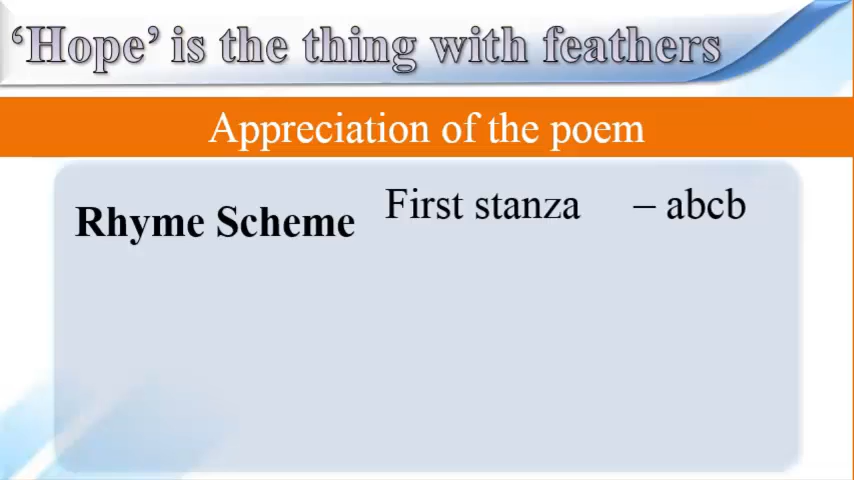 ‘Hope’ is the thing with feathers
Appreciation of the poem
Rhyme Scheme First stanza – abcb